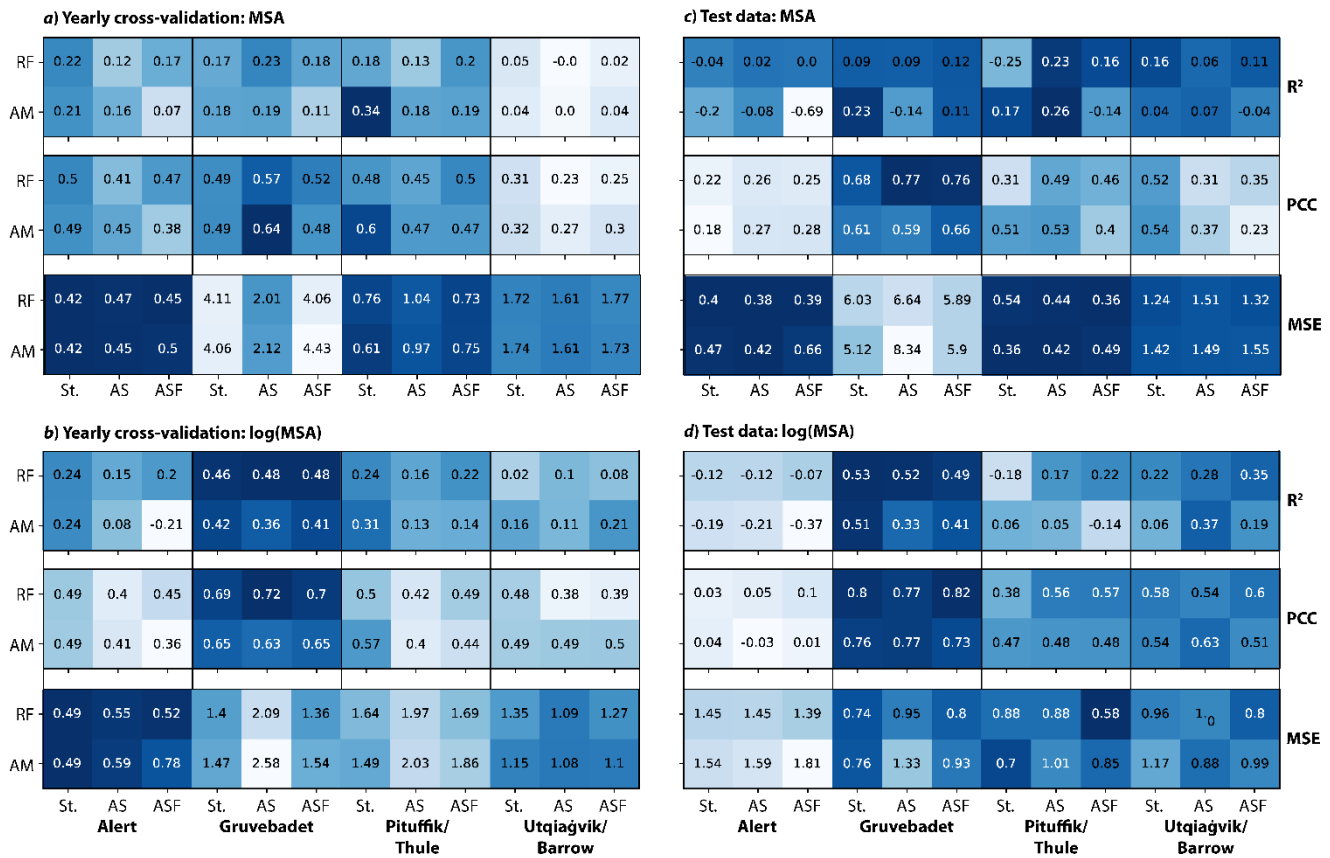 a) Yearly cross-validation: MSA
RF 0.22 0.12 0.17 0.17 0.23 0.18 0.18 0.13 0.2 0.05 -0.0 0.02
AM 0.21 0.16 0.07 0.18 0.19 0.11 0.34 0.18 0.19 0.04 0.0 0.04
RF 0.5 0.41 0.47 0.49 0.57 0.52 0.48 0.45 0.5 0.31 0.23 0.25
AM 0.49 0.45 0.38 0.49 0.64 0.48 0.6 0.47 0.47 0.32 0.27 0.3
RF 0.42 0.47 0.45 4.11 2.01 4.06 0.76 1.04 0.73 1.72 1.61 1.77
AM 0.42 0.45 0.5 4.06 2.12 4.43 0.61 0.97 0.75 1.74 1.61 1.73
St. AS ASF St. AS ASF St. AS ASF St. AS ASF
c) Test data: MSA
-0.04 0.02 0.0 0.09 0.09 0.12 -0.25 0.23 0.16 0.16 0.06 0.11
R²
-0.2 -0.08 -0.69 0.23 -0.14 0.11 0.17 0.26 -0.14 0.04 0.07 -0.04
0.22 0.26 0.25 0.68 0.77 0.76 0.31 0.49 0.46 0.52 0.31 0.35
PCC
0.18 0.27 0.28 0.61 0.59 0.66 0.51 0.53 0.4 0.54 0.37 0.23
0.4 0.38 0.39 6.03 6.64 5.89 0.54 0.44 0.36 1.24 1.51 1.32
MSE
0.47 0.42 0.66 5.12 8.34 5.9 0.36 0.42 0.49 1.42 1.49 1.55
St. AS ASF St. AS ASF St. AS ASF St. AS ASF
b) Yearly cross-validation: log(MSA)
RF 0.24 0.15 0.2 0.46 0.48 0.48 0.24 0.16 0.22 0.02 0.1 0.08
AM 0.24 0.08 -0.21 0.42 0.36 0.41 0.31 0.13 0.14 0.16 0.11 0.21
RF 0.49 0.4 0.45 0.69 0.72 0.7 0.5 0.42 0.49 0.48 0.38 0.39
AM 0.49 0.41 0.36 0.65 0.63 0.65 0.57 0.4 0.44 0.49 0.49 0.5
RF 0.49 0.55 0.52 1.4 2.09 1.36 1.64 1.97 1.69 1.35 1.09 1.27
AM 0.49 0.59 0.78 1.47 2.58 1.54 1.49 2.03 1.86 1.15 1.08 1.1
St. AS ASF St. AS ASF St. AS ASF St. AS ASF
Alert Gruvebadet Pituffik/ Utqiaġvik/
Thule Barrow
d) Test data: log(MSA)
-0.12 -0.12 -0.07 0.53 0.52 0.49 -0.18 0.17 0.22 0.22 0.28 0.35
R²
-0.19 -0.21 -0.37 0.51 0.33 0.41 0.06 0.05 -0.14 0.06 0.37 0.19
0.03 0.05 0.1 0.8 0.77 0.82 0.38 0.56 0.57 0.58 0.54 0.6
PCC
0.04 -0.03 0.01 0.76 0.77 0.73 0.47 0.48 0.48 0.54 0.63 0.51
1.45 1.45 1.39 0.74 0.95 0.8 0.88 0.88 0.58 0.96 1.0 0.8
MSE
1.54 1.59 1.81 0.76 1.33 0.93 0.7 1.01 0.85 1.17 0.88 0.99
St. AS ASF St. AS ASF St. AS ASF St. AS ASF
Alert Gruvebadet Pituffik/ Utqiaġvik/
Thule Barrow